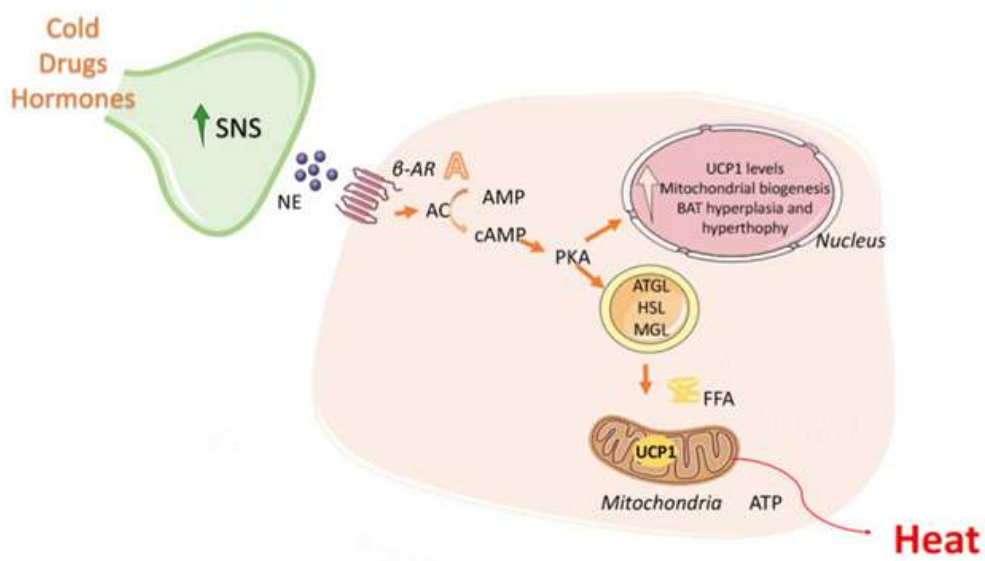 Cold
Drugs
Hormones
SNS
NE
β-AR A
AC
AMP
cAMP
PKA
UCP1 levels
Mitochondrial biogenesis
BAT hyperplasia and
hyperthophy
Nucleus
ATGL
HSL
MGL
FFA
UCP1
Mitochondria ATP
Heat